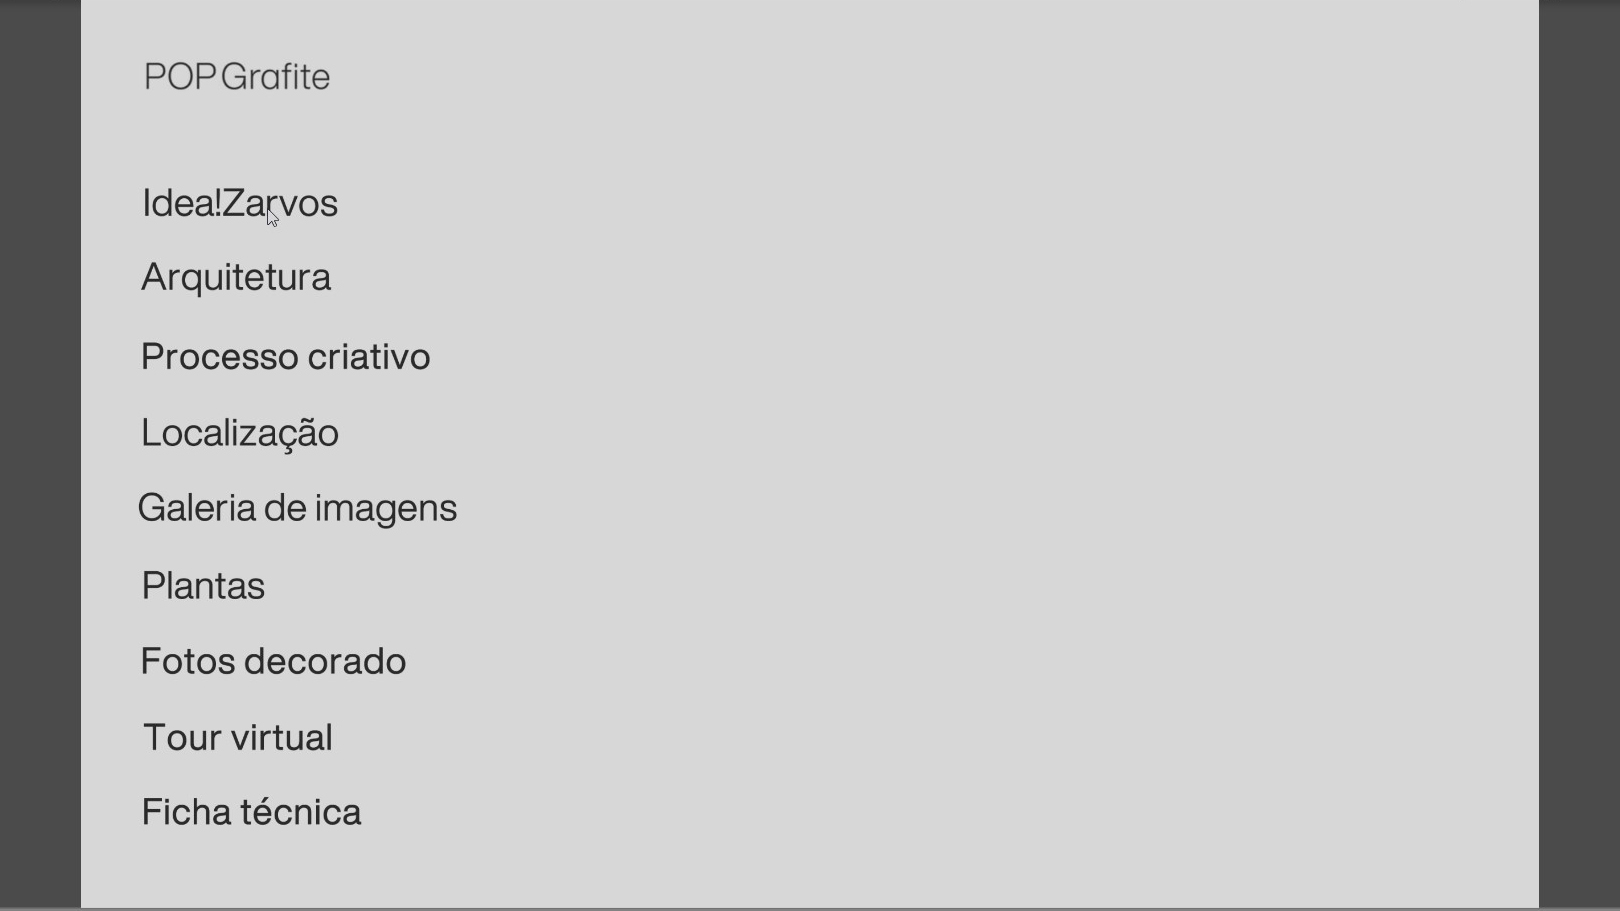 POP Grafite
Idea!Zarvos
Arquitetura
Processo criativo
Localização
Galeria de imagens
Plantas
Fotos decorado
Tour virtual
Ficha técnica